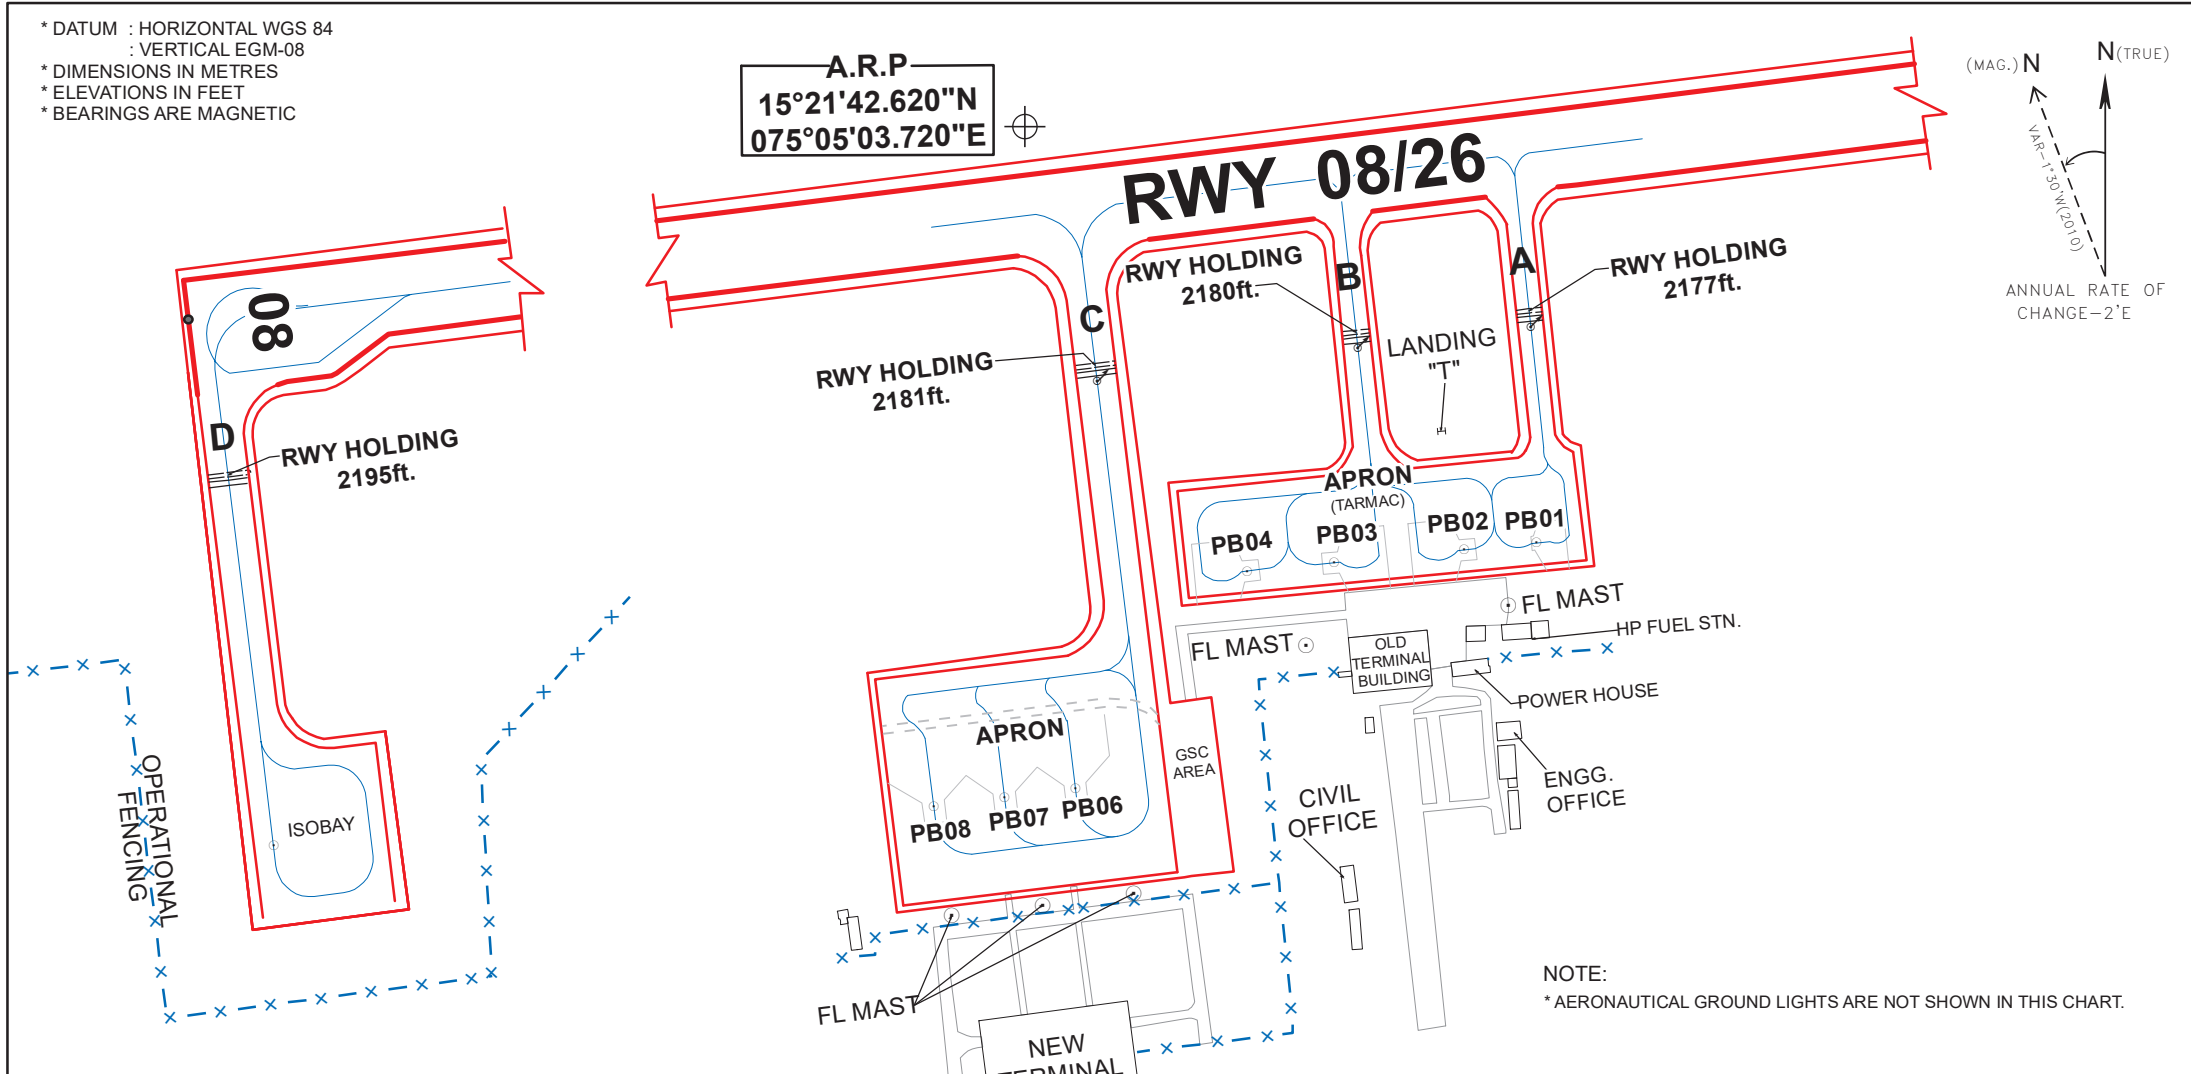 * DATUM : HORIZONTAL WGS 84
: VERTICAL EGM-08
* DIMENSIONS IN METRES
* ELEVATIONS IN FEET
* BEARINGS ARE MAGNETIC
A.R.P
15°21'42.620"N
075°05'03.720"E
(MAG.) N
N (TRUE)
VAR-1°30'W(2010)
ANNUAL RATE OF
CHANGE-2'E
RWY 08/26
08
RWY HOLDING
2180ft.
B
A
RWY HOLDING
2177ft.
C
RWY HOLDING
2181ft.
LANDING
"T"
D
RWY HOLDING
2195ft.
APRON
(TARMAC)
PB04
PB03
PB02
PB01
FL MAST
HP FUEL STN.
FL MAST
OLD
TERMINAL
BUILDING
POWER HOUSE
APRON
GSC
AREA
ENGG.
OFFICE
CIVIL
OFFICE
PB08
PB07
PB06
OPERATIONAL
FENCING
ISOBAY
FL MAST
NOTE:
* AERONAUTICAL GROUND LIGHTS ARE NOT SHOWN IN THIS CHART.
NEW
TERMINAL